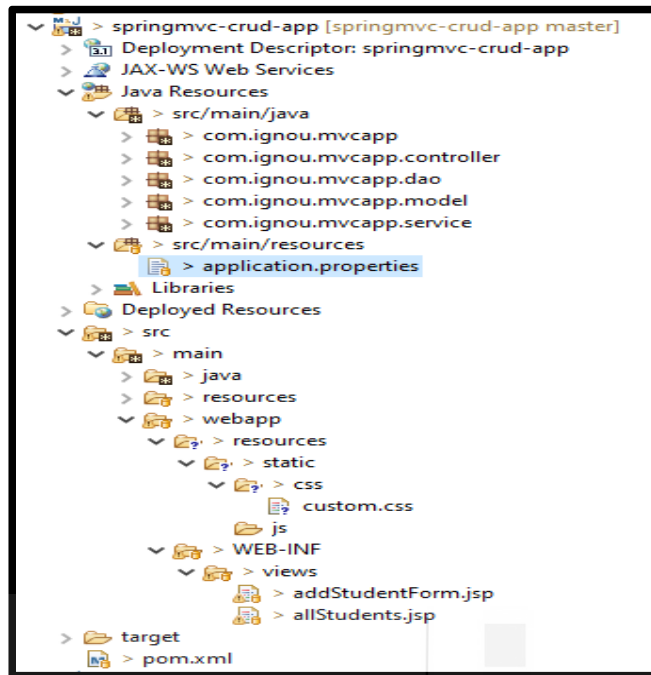 > springmvc-crud-app [springmvc-crud-app master]
Deployment Descriptor: springmvc-crud-app
JAX-WS Web Services
Java Resources
> src/main/java
> com.ignou.mvcapp
> com.ignou.mvcapp.controller
> com.ignou.mvcapp.dao
> com.ignou.mvcapp.model
> com.ignou.mvcapp.service
> src/main/resources
> application.properties
Libraries
Deployed Resources
> src
> main
> java
> resources
> webapp
> resources
> static
> css
custom.css
js
> WEB-INF
> views
> addStudentForm.jsp
> allStudents.jsp
target
> pom.xml